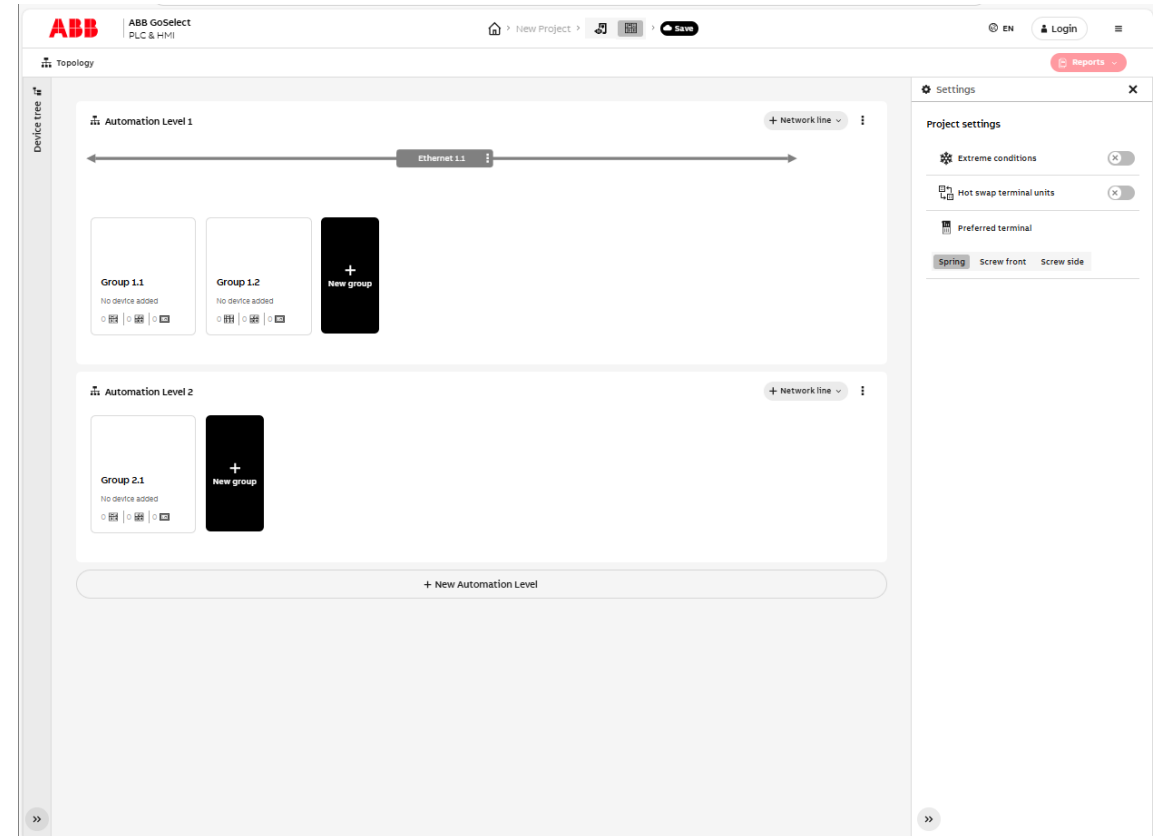 ABB
ABB GoSelect
PLC & HMI
New Project
Save
EN
Login
Topology
Reports
Device tree
Automation Level 1
+ Network line
Ethernet 1.1
Group 1.1
No device added
0 0 0
Group 1.2
No device added
0 0 0
+
New group
Automation Level 2
+ Network line
Group 2.1
No device added
0 0 0
+
New group
+ New Automation Level
Settings
Project settings
Extreme conditions
Hot swap terminal units
Preferred terminal
Spring Screw front Screw side